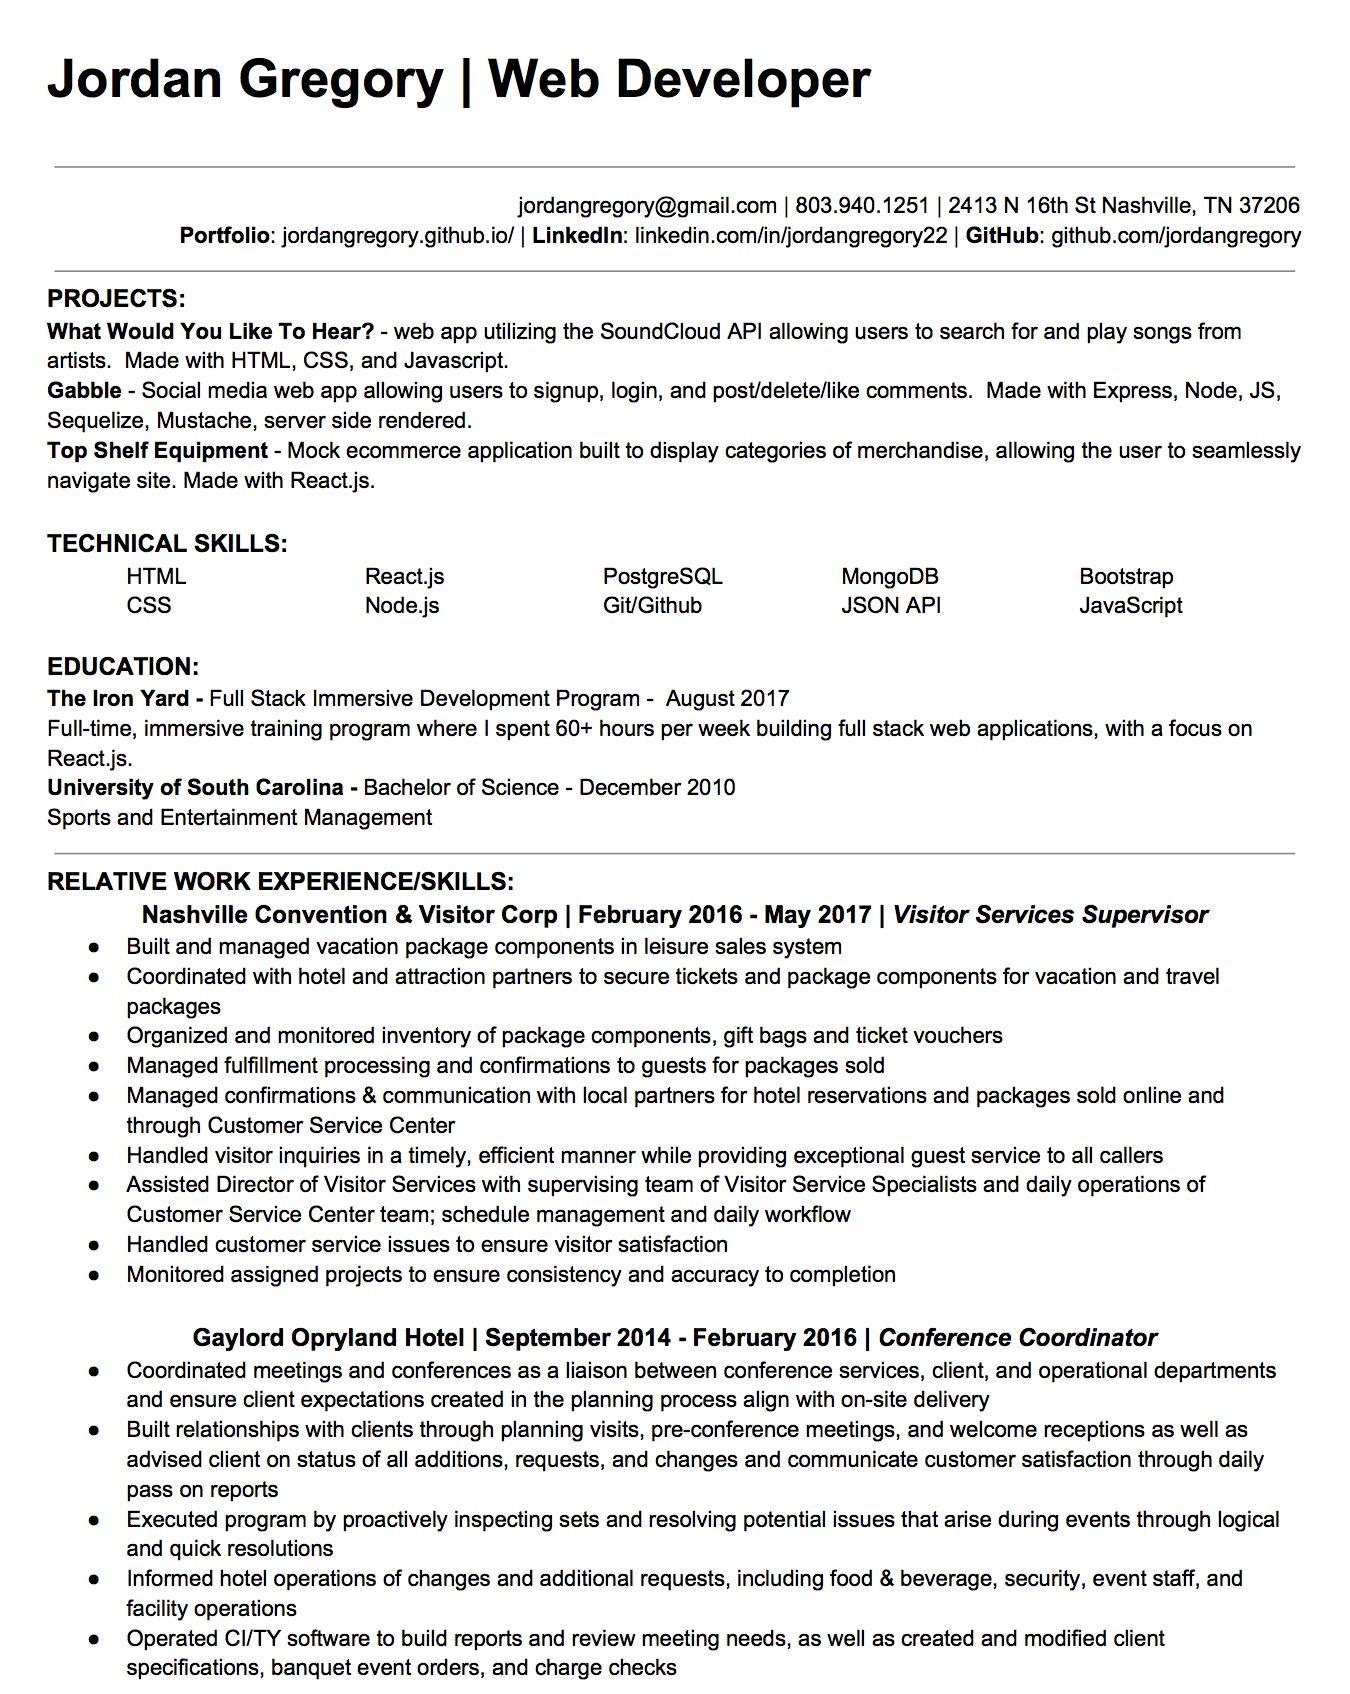 Jordan Gregory | Web Developer
jordangregory@gmail.com | 803.940.1251 | 2413 N 16th St Nashville, TN 37206
Portfolio: jordangregory.github.io/ | LinkedIn: linkedin.com/in/jordangregory22 | GitHub: github.com/jordangregory
PROJECTS:
What Would You Like To Hear? - web app utilizing the SoundCloud API allowing users to search for and play songs from
artists.  Made with HTML, CSS, and Javascript.
Gabble - Social media web app allowing users to signup, login, and post/delete/like comments.  Made with Express, Node, JS,
Sequelize, Mustache, server side rendered.
Top Shelf Equipment - Mock ecommerce application built to display categories of merchandise, allowing the user to seamlessly
navigate site. Made with React.js.
TECHNICAL SKILLS:
HTML React.js PostgreSQL MongoDB Bootstrap
CSS Node.js Git/Github JSON API JavaScript
EDUCATION:
The Iron Yard - Full Stack Immersive Development Program -  August 2017
Full-time, immersive training program where I spent 60+ hours per week building full stack web applications, with a focus on
React.js.
University of South Carolina - Bachelor of Science - December 2010
Sports and Entertainment Management
RELATIVE WORK EXPERIENCE/SKILLS:
Nashville Convention & Visitor Corp | February 2016 - May 2017 | Visitor Services Supervisor
● Built and managed vacation package components in leisure sales system
● Coordinated with hotel and attraction partners to secure tickets and package components for vacation and travel
packages
● Organized and monitored inventory of package components, gift bags and ticket vouchers
● Managed fulfillment processing and confirmations to guests for packages sold
● Managed confirmations & communication with local partners for hotel reservations and packages sold online and
through Customer Service Center
● Handled visitor inquiries in a timely, efficient manner while providing exceptional guest service to all callers
● Assisted Director of Visitor Services with supervising team of Visitor Service Specialists and daily operations of
Customer Service Center team; schedule management and daily workflow
● Handled customer service issues to ensure visitor satisfaction
● Monitored assigned projects to ensure consistency and accuracy to completion
Gaylord Opryland Hotel | September 2014 - February 2016 | Conference Coordinator
● Coordinated meetings and conferences as a liaison between conference services, client, and operational departments
and ensure client expectations created in the planning process align with on-site delivery
● Built relationships with clients through planning visits, pre-conference meetings, and welcome receptions as well as
advised client on status of all additions, requests, and changes and communicate customer satisfaction through daily
pass on reports
● Executed program by proactively inspecting sets and resolving potential issues that arise during events through logical
and quick resolutions
● Informed hotel operations of changes and additional requests, including food & beverage, security, event staff, and
facility operations
● Operated CI/TY software to build reports and review meeting needs, as well as created and modified client
specifications, banquet event orders, and charge checks